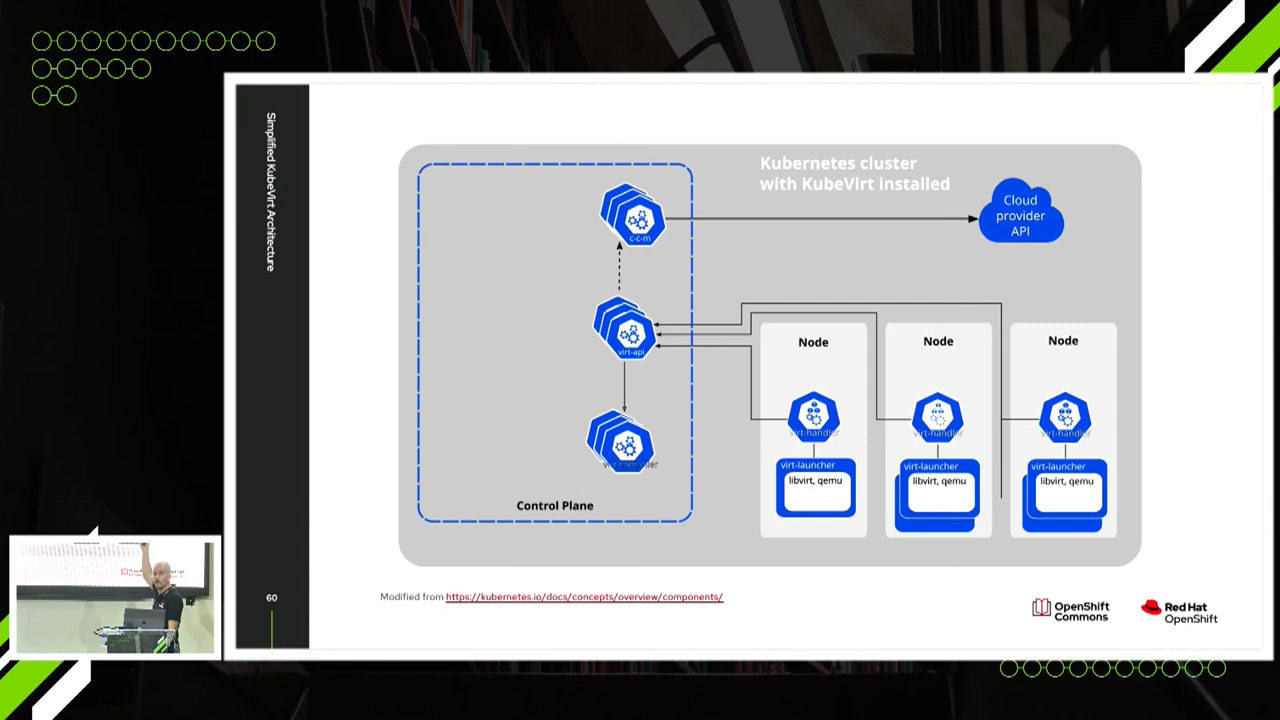 Simplified KubeVirt Architecture
60
Kubernetes cluster
with KubeVirt installed
Cloud
provider
API
c-c-m
virt-api
Control Plane
Node
virt-handler
virt-launcher
libvirt, qemu
Node
virt-handler
virt-launcher
libvirt, qemu
Node
virt-handler
virt-launcher
libvirt, qemu
Modified from https://kubernetes.io/docs/concepts/overview/components/
OpenShift
Commons
Red Hat
OpenShift